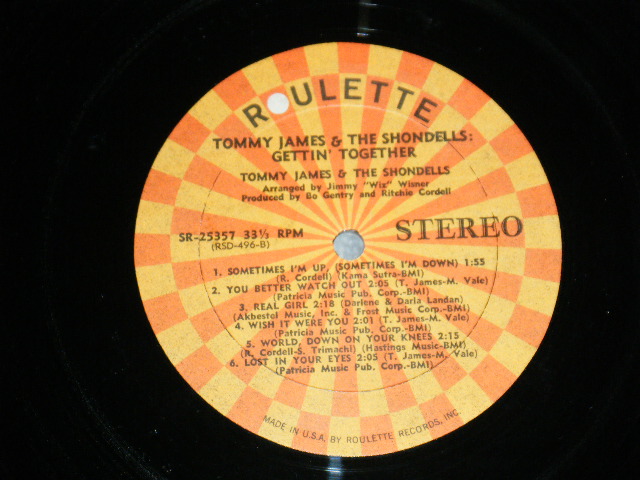 ROULETTE
TOMMY JAMES & THE SHONDELLS:
GETTIN' TOGETHER
TOMMY JAMES & THE SHONDELLS
Arranged by Jimmy "Wiz" Wisner
Produced by Bo Gentry and Ritchie Cordell
SR-25357 33⅓ RPM
(RSD-496-B)
STEREO
1. SOMETIMES I'M UP, (SOMETIMES I'M DOWN) 1:55
(R. Cordell) (Kama Sutra-BMI)
2. YOU BETTER WATCH OUT 2:05 (T. James-M. Vale)
(Patricia Music Pub. Corp.-BMI)
3. REAL GIRL 2:18 (Darlene & Darla Landan)
(Akbestel Music, Inc. & Frost Music Corp.-BMI)
4. WISH IT WERE YOU 2:01 (T. James-M. Vale)
(Patricia Music Pub. Corp.-BMI)
5. WORLD, DOWN ON YOUR KNEES 2:15
(R. Cordell-S. Trimachi) (Hastings Music-BMI)
6. LOST IN YOUR EYES 2:05 (T. James-M. Vale)
(Patricia Music Pub. Corp.-BMI)
MADE IN U.S.A. BY ROULETTE RECORDS, INC.